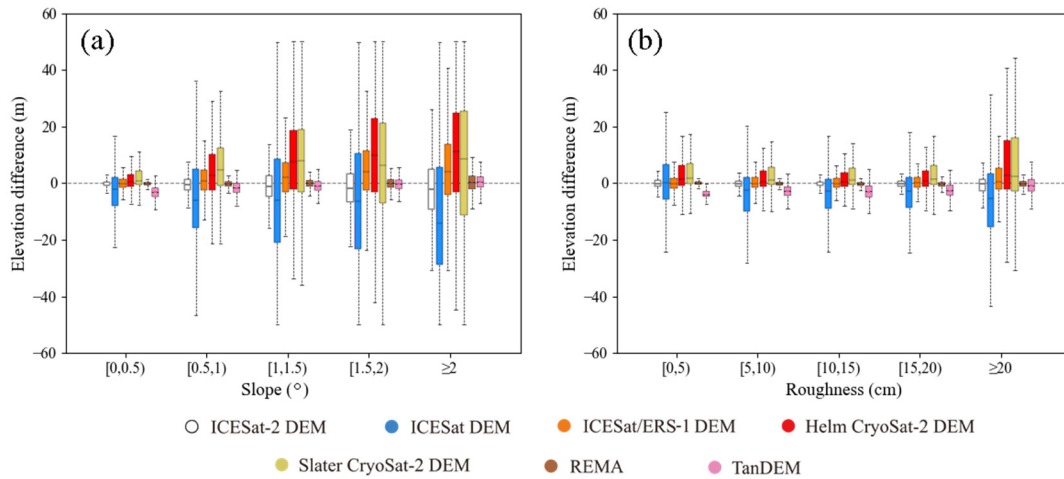 (a)
Elevation difference (m)
60
40
20
0
−20
−40
−60
[0,0.5)
[0.5,1)
[1,1.5)
[1.5,2)
≥2
Slope (°)
(b)
Elevation difference (m)
60
40
20
0
−20
−40
−60
[0,5)
[5,10)
[10,15)
[15,20)
≥20
Roughness (cm)
ICESat-2 DEM
ICESat DEM
ICESat/ERS-1 DEM
Helm CryoSat-2 DEM
Slater CryoSat-2 DEM
REMA
TanDEM